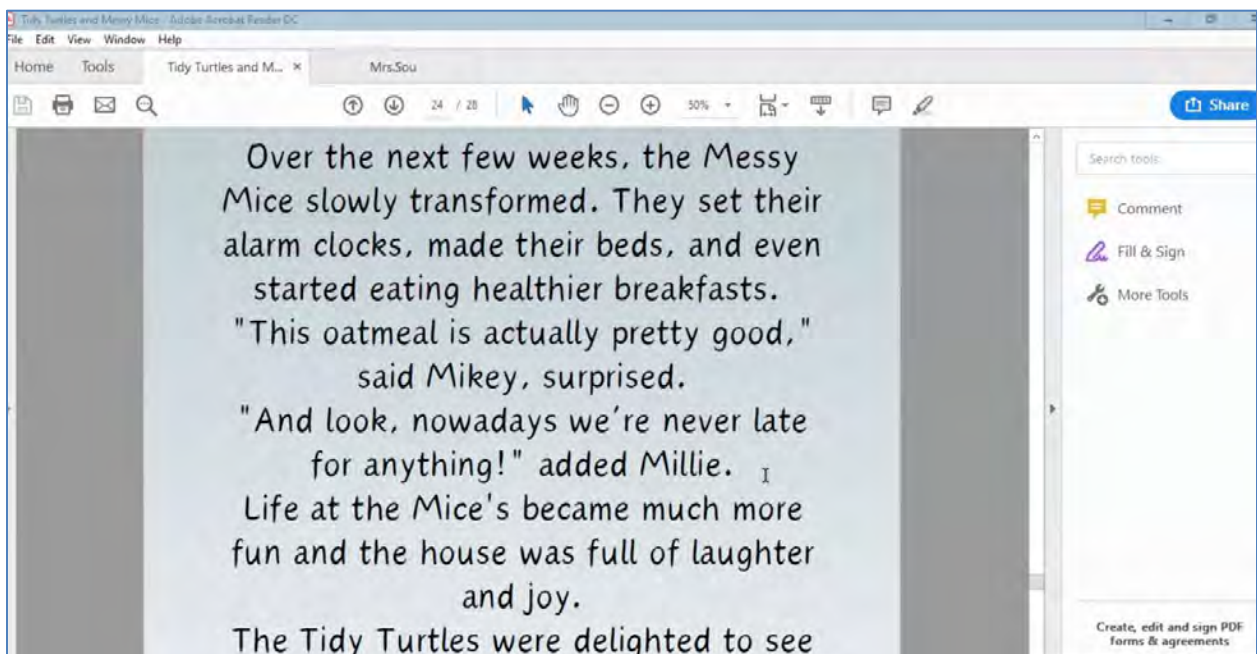 Tidy Turtles and Messy Mice - Adobe Acrobat Reader DC
File Edit View Window Help
Home Tools Tidy Turtles and M... × Mrs.Sou
24 / 28 50% Share
Over the next few weeks, the Messy
Mice slowly transformed. They set their
alarm clocks, made their beds, and even
started eating healthier breakfasts.
"This oatmeal is actually pretty good,"
said Mikey, surprised.
"And look, nowadays we're never late
for anything!" added Millie.
Life at the Mice's became much more
fun and the house was full of laughter
and joy.
The Tidy Turtles were delighted to see
Search tools
Comment
Fill & Sign
More Tools
Create, edit and sign PDF
forms & agreements